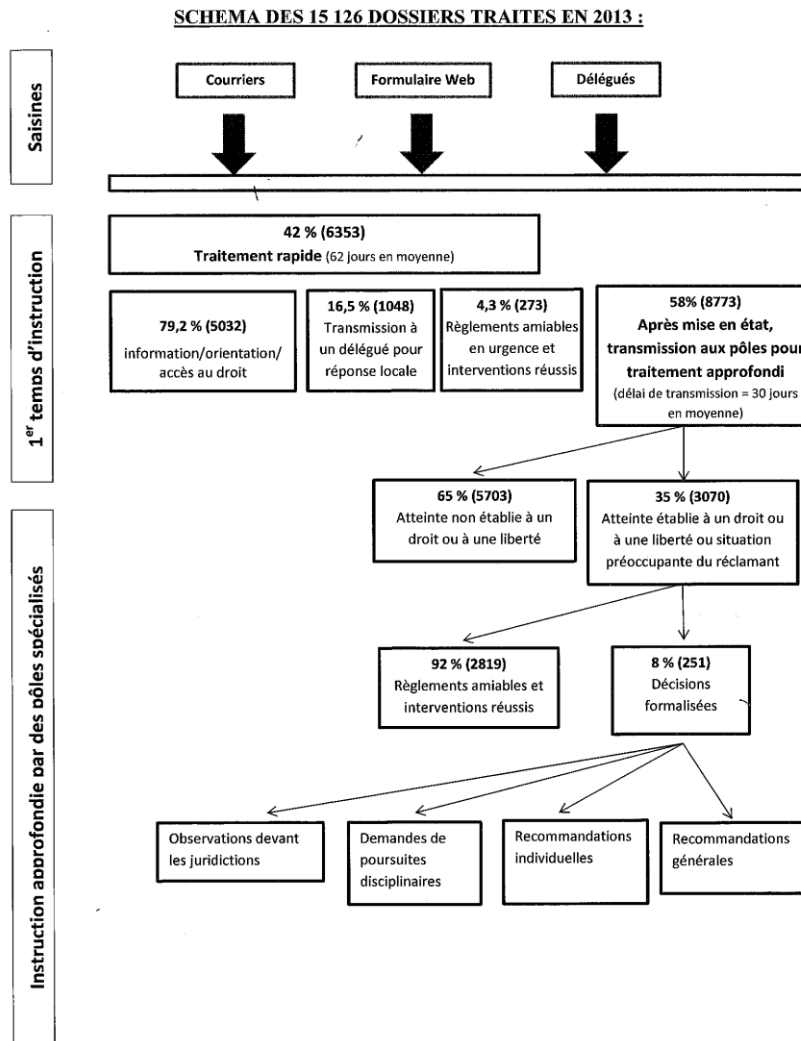 SCHEMA DES 15 126 DOSSIERS TRAITES EN 2013 :
Saisines
Courriers
Formulaire Web
Délégués
1er temps d'instruction
42 % (6353)
Traitement rapide (62 jours en moyenne)
79,2 % (5032)
information/orientation/
accès au droit
16,5 % (1048)
Transmission à
un délégué pour
réponse locale
4,3 % (273)
Règlements amiables
en urgence et
interventions réussis
58% (8773)
Après mise en état,
transmission aux pôles pour
traitement approfondi
(délai de transmission = 30 jours
en moyenne)
Instruction approfondie par des pôles spécialisés
65 % (5703)
Atteinte non établie à un
droit ou à une liberté
35 % (3070)
Atteinte établie à un droit ou
à une liberté ou situation
préoccupante du réclamant
92 % (2819)
Règlements amiables et
interventions réussis
8 % (251)
Décisions
formalisées
Observations devant
les juridictions
Demandes de
poursuites
disciplinaires
Recommandations
individuelles
Recommandations
générales